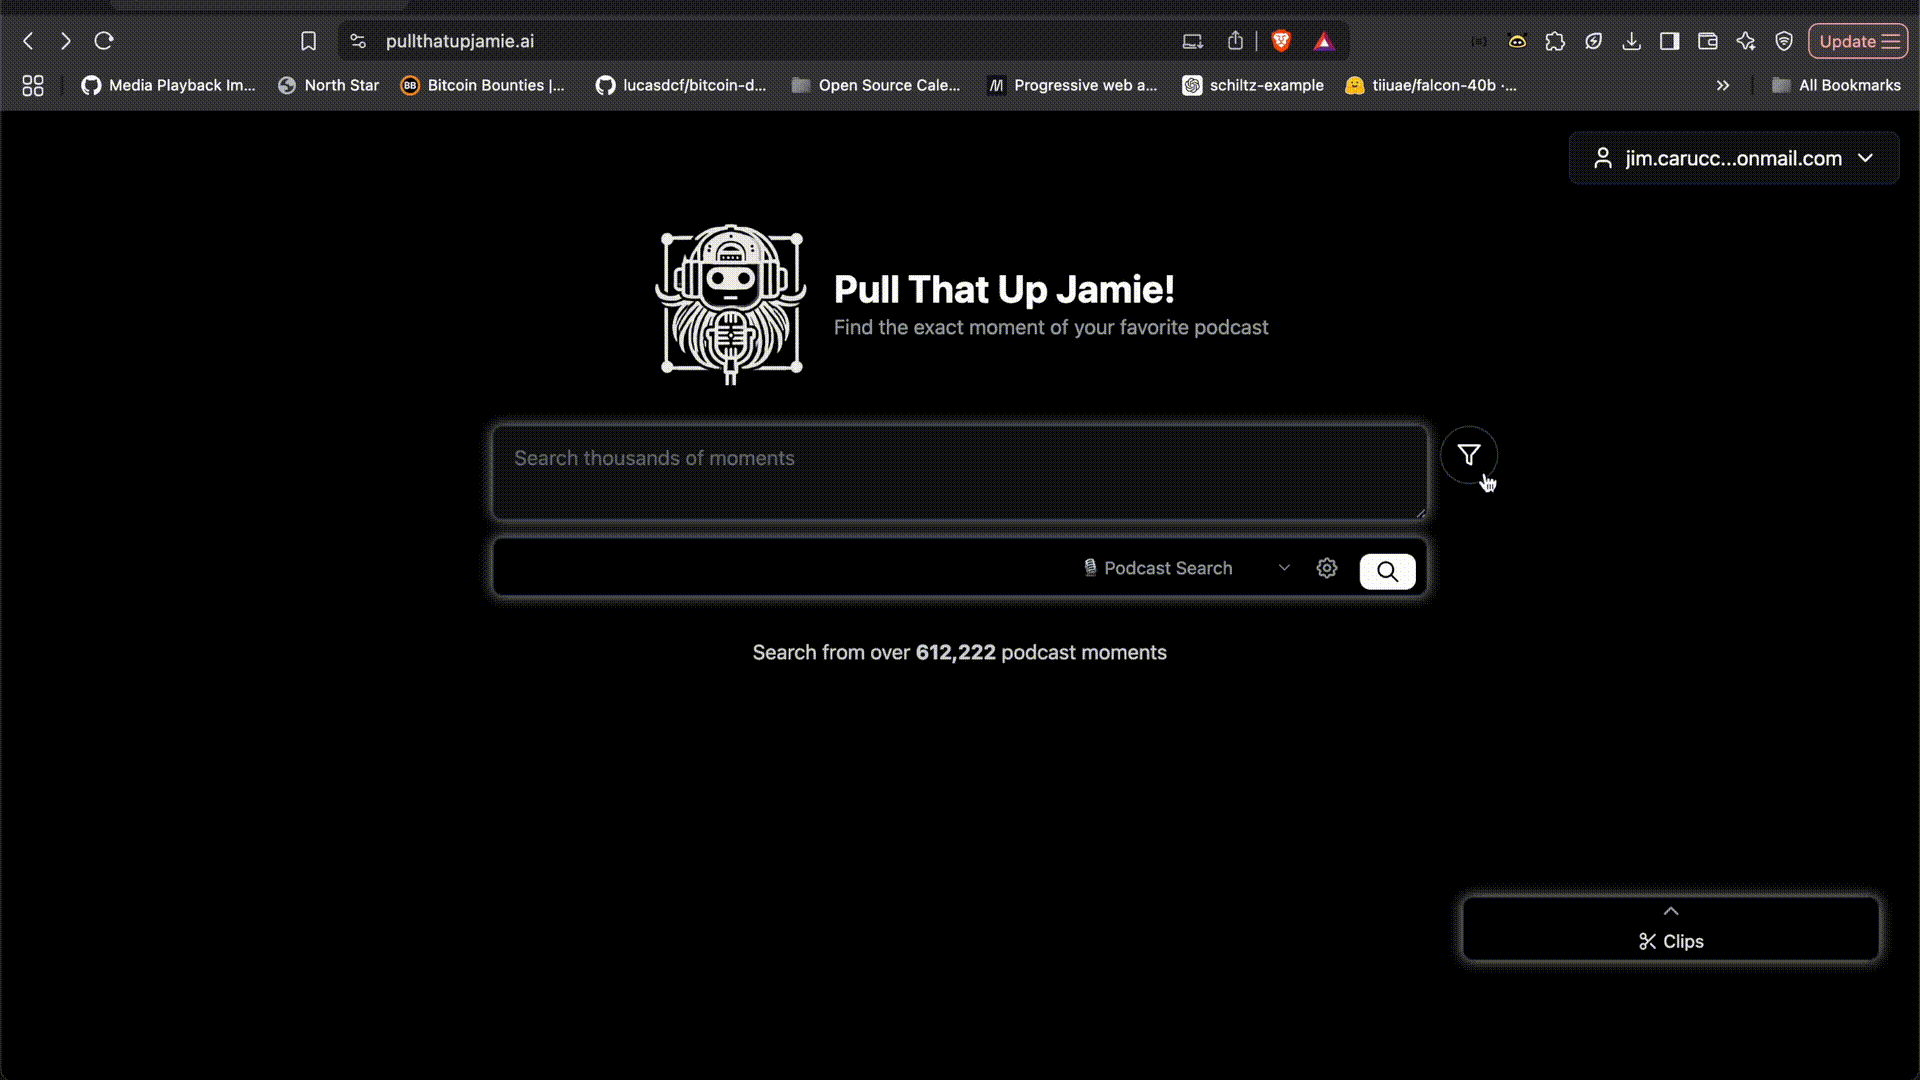 pullthatupjamie.ai
Update
Media Playback Im...
North Star
BB
Bitcoin Bounties |...
lucasdcf/bitcoin-d...
Open Source Cale...
Progressive web a...
schiltz-example
tiiuae/falcon-40b -...
All Bookmarks
jim.carucc...onmail.com
Pull That Up Jamie!
Find the exact moment of your favorite podcast
Search thousands of moments
Podcast Search
Search from over 612,222 podcast moments
Clips